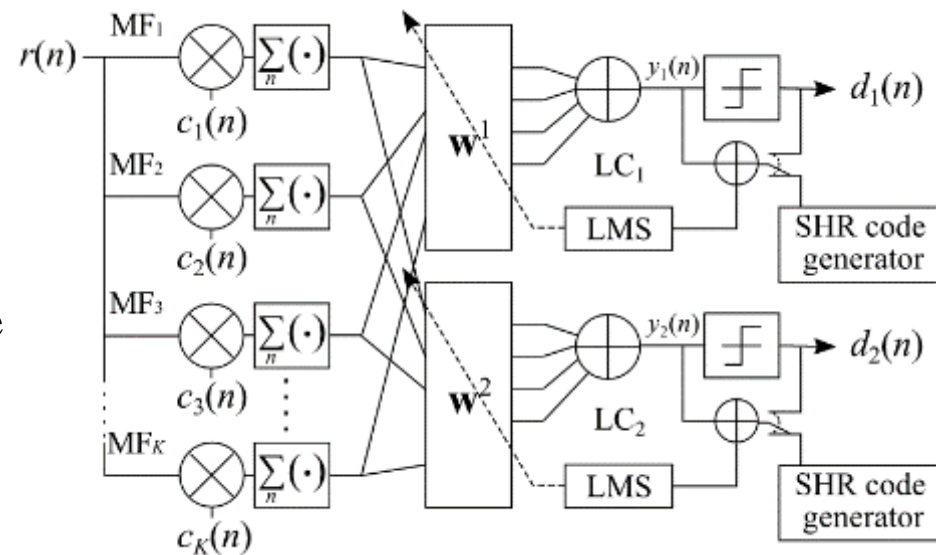 MF₁
r(n)
c₁(n)
∑ₙ(·)
MF₂
c₂(n)
∑ₙ(·)
MF₃
c₃(n)
∑ₙ(·)
MF_K
c_K(n)
∑ₙ(·)
w¹
y₁(n)
d₁(n)
LC₁
LMS
SHR code
generator
w²
y₂(n)
d₂(n)
LC₂
LMS
SHR code
generator
e